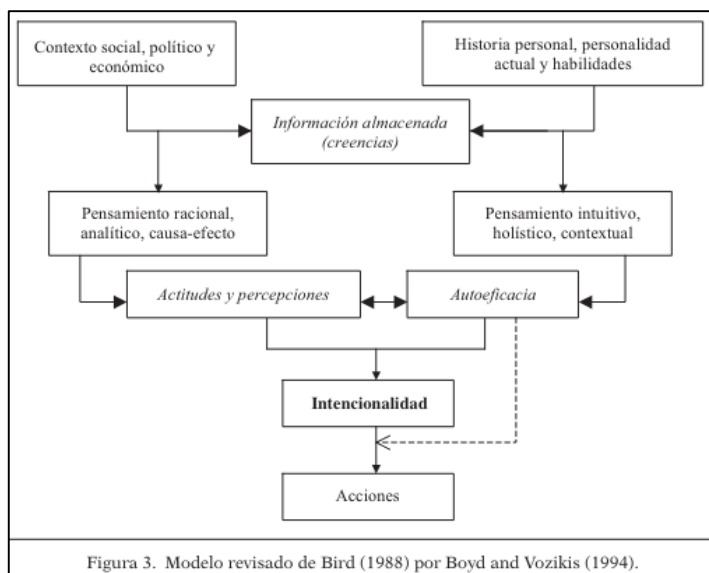 Contexto social, político y
económico
Historia personal, personalidad
actual y habilidades
Información almacenada
(creencias)
Pensamiento racional,
analítico, causa-efecto
Pensamiento intuitivo,
holístico, contextual
Actitudes y percepciones
Autoeficacia
Intencionalidad
Acciones
Figura 3. Modelo revisado de Bird (1988) por Boyd and Vozikis (1994).